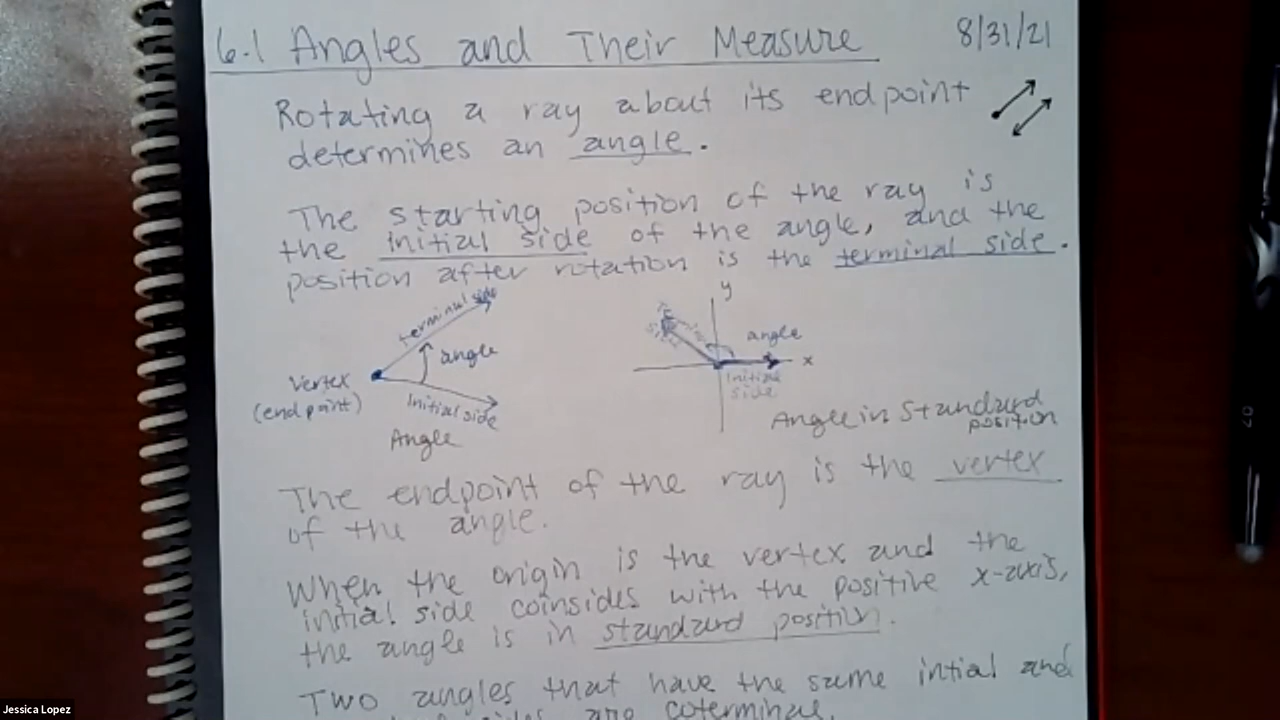 6.1 Angles and Their Measure 8/31/21
Rotating a ray about its endpoint
determines an angle.
The starting position of the ray is
the initial side of the angle, and the
position after rotation is the terminal side.
terminal side
angle
Vertex
(endpoint)
Initial side
Angle
y
angle
x
Initial
side
Angle in Standard
position
The endpoint of the ray is the vertex
of the angle.
When the origin is the vertex and the
initial side coinsides with the positive x-axis,
the angle is in standard position.
Two angles that have the same intial and
sides are coterminal.
Jessica Lopez